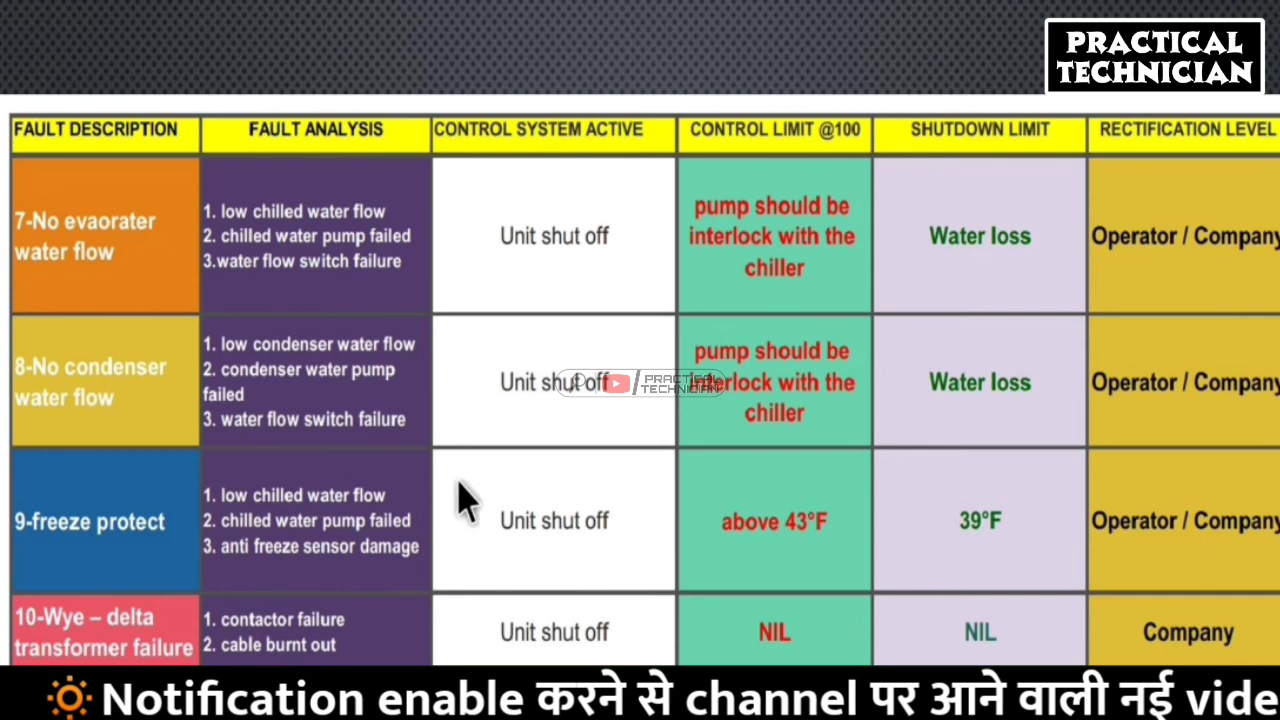 PRACTICAL
TECHNICIAN
FAULT DESCRIPTION
FAULT ANALYSIS
CONTROL SYSTEM ACTIVE
CONTROL LIMIT @100
SHUTDOWN LIMIT
RECTIFICATION LEVEL
7-No evaorater
water flow
1. low chilled water flow
2. chilled water pump failed
3.water flow switch failure
Unit shut off
pump should be
interlock with the
chiller
Water loss
Operator / Company
8-No condenser
water flow
1. low condenser water flow
2. condenser water pump
failed
3. water flow switch failure
Unit shut off
pump should be
interlock with the
chiller
Water loss
Operator / Company
PRACTICAL
TECHNICIAN
9-freeze protect
1. low chilled water flow
2. chilled water pump failed
3. anti freeze sensor damage
Unit shut off
above 43°F
39°F
Operator / Company
10-Wye – delta
transformer failure
1. contactor failure
2. cable burnt out
Unit shut off
NIL
NIL
Company
Notification enable करने से channel पर आने वाली नई vide